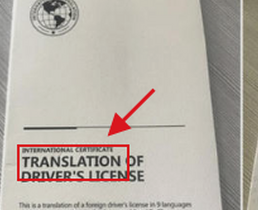 INTERNATIONAL CERTIFICATE
TRANSLATION OF
DRIVER'S LICENSE
This is a translation of a foreign driver's license in 9 languages